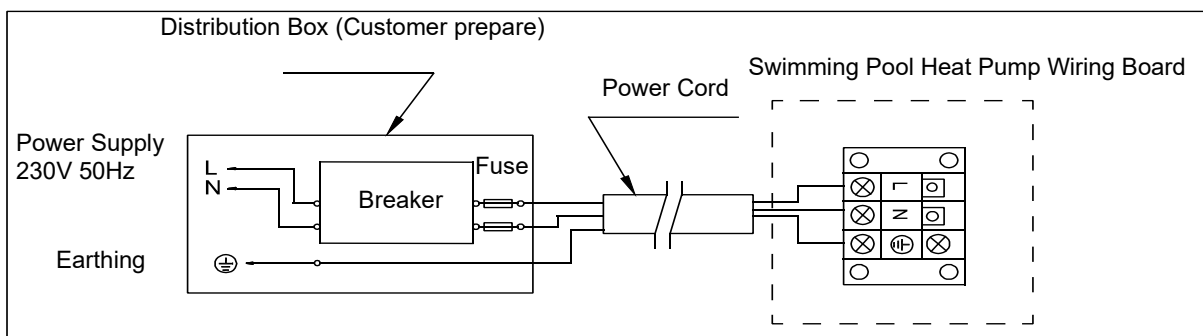 Distribution Box (Customer prepare)
Swimming Pool Heat Pump Wiring Board
Power Cord
Power Supply
230V 50Hz
L
N
Fuse
Breaker
Earthing
L
N